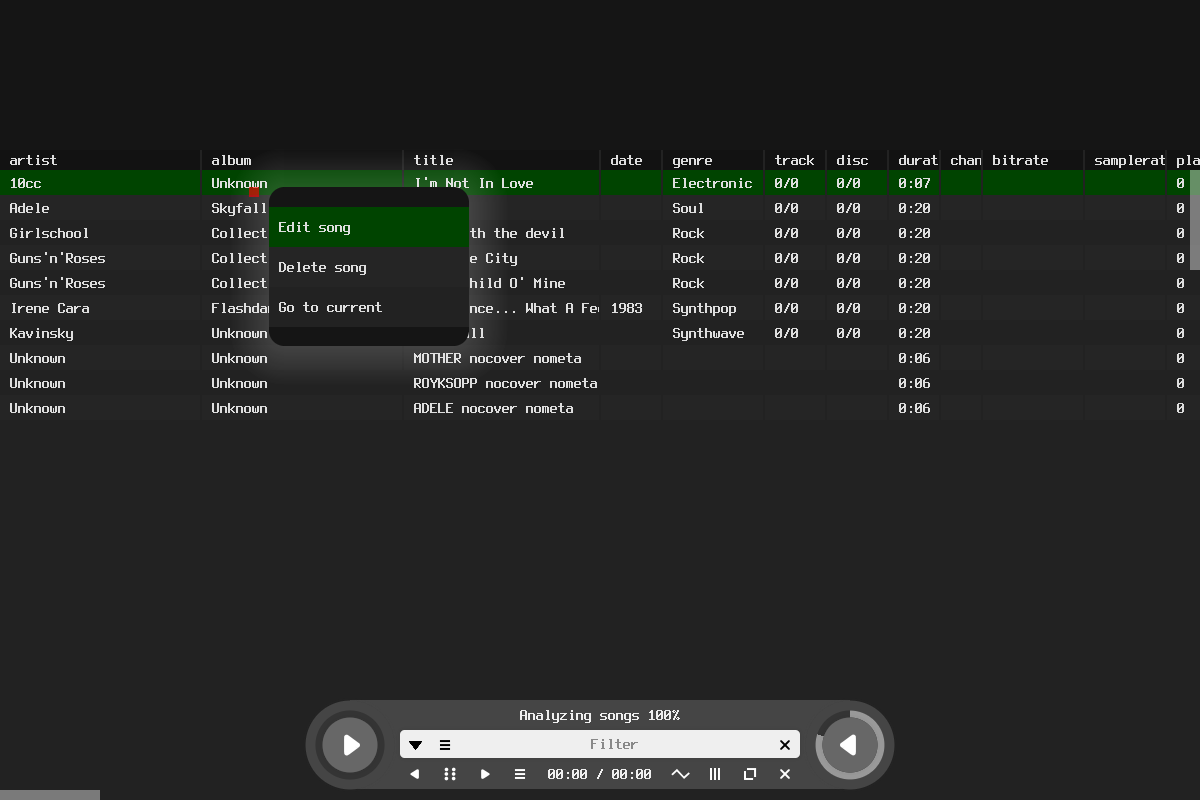 artist album title date genre track disc durat chan bitrate samplerat pla
10cc Unknown I'm Not In Love Electronic 0/0 0/0 0:07 0
Adele Skyfall Soul 0/0 0/0 0:20 0
Girlschool Collect th the devil Rock 0/0 0/0 0:20 0
Guns'n'Roses Collect e City Rock 0/0 0/0 0:20 0
Guns'n'Roses Collect hild O' Mine Rock 0/0 0/0 0:20 0
Irene Cara Flashda nce... What A Fee 1983 Synthpop 0/0 0/0 0:20 0
Kavinsky Unknown all Synthwave 0/0 0/0 0:20 0
Unknown Unknown MOTHER nocover nometa 0:06 0
Unknown Unknown ROYKSOPP nocover nometa 0:06 0
Unknown Unknown ADELE nocover nometa 0:06 0
Edit song
Delete song
Go to current
Analyzing songs 100%
Filter
00:00 / 00:00